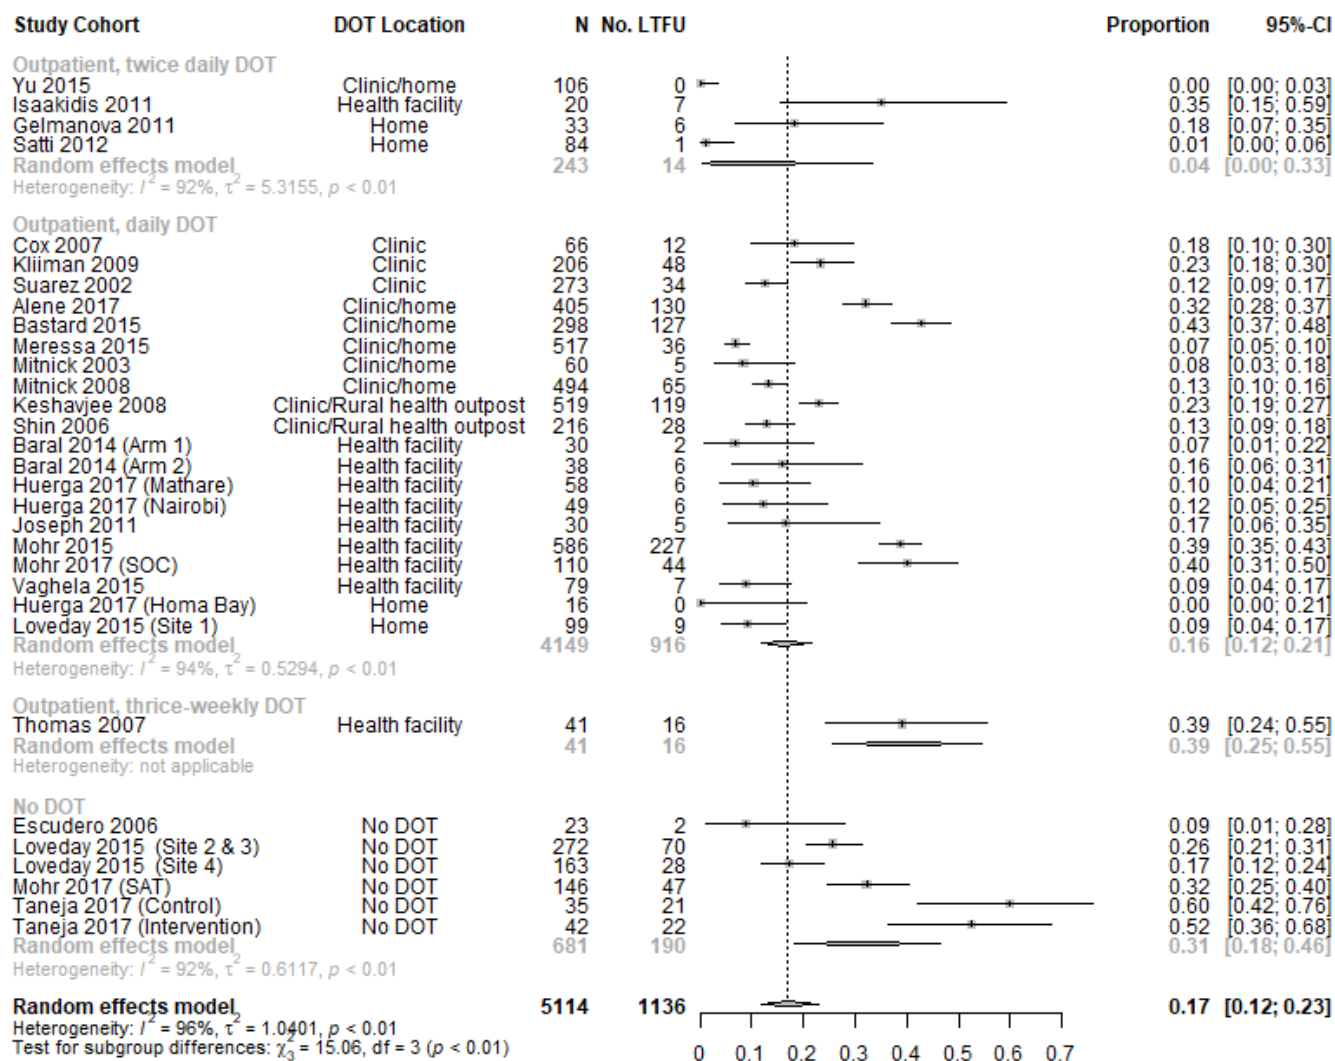 Study Cohort DOT Location N No. LTFU Proportion 95%-CI
Outpatient, twice daily DOT
Yu 2015 Clinic/home 106 0 0.00 [0.00; 0.03]
Isaakidis 2011 Health facility 20 7 0.35 [0.15; 0.59]
Gelmanova 2011 Home 33 6 0.18 [0.07; 0.35]
Satti 2012 Home 84 1 0.01 [0.00; 0.06]
Random effects model 243 14 0.04 [0.00; 0.33]
Heterogeneity: I² = 92%, τ² = 5.3155, p < 0.01
Outpatient, daily DOT
Cox 2007 Clinic 66 12 0.18 [0.10; 0.30]
Kliiman 2009 Clinic 206 48 0.23 [0.18; 0.30]
Suarez 2002 Clinic 273 34 0.12 [0.09; 0.17]
Alene 2017 Clinic/home 405 130 0.32 [0.28; 0.37]
Bastard 2015 Clinic/home 298 127 0.43 [0.37; 0.48]
Meressa 2015 Clinic/home 517 36 0.07 [0.05; 0.10]
Mitnick 2003 Clinic/home 60 5 0.08 [0.03; 0.18]
Mitnick 2008 Clinic/home 494 65 0.13 [0.10; 0.16]
Keshavjee 2008 Clinic/Rural health outpost 519 119 0.23 [0.19; 0.27]
Shin 2006 Clinic/Rural health outpost 216 28 0.13 [0.09; 0.18]
Baral 2014 (Arm 1) Health facility 30 2 0.07 [0.01; 0.22]
Baral 2014 (Arm 2) Health facility 38 6 0.16 [0.06; 0.31]
Huerga 2017 (Mathare) Health facility 58 6 0.10 [0.04; 0.21]
Huerga 2017 (Nairobi) Health facility 49 6 0.12 [0.05; 0.25]
Joseph 2011 Health facility 30 5 0.17 [0.06; 0.35]
Mohr 2015 Health facility 586 227 0.39 [0.35; 0.43]
Mohr 2017 (SOC) Health facility 110 44 0.40 [0.31; 0.50]
Vaghela 2015 Health facility 79 7 0.09 [0.04; 0.17]
Huerga 2017 (Homa Bay) Home 16 0 0.00 [0.00; 0.21]
Loveday 2015 (Site 1) Home 99 9 0.09 [0.04; 0.17]
Random effects model 4149 916 0.16 [0.12; 0.21]
Heterogeneity: I² = 94%, τ² = 0.5294, p < 0.01
Outpatient, thrice-weekly DOT
Thomas 2007 Health facility 41 16 0.39 [0.24; 0.55]
Random effects model 41 16 0.39 [0.25; 0.55]
Heterogeneity: not applicable
No DOT
Escudero 2006 No DOT 23 2 0.09 [0.01; 0.28]
Loveday 2015 (Site 2 & 3) No DOT 272 70 0.26 [0.21; 0.31]
Loveday 2015 (Site 4) No DOT 163 28 0.17 [0.12; 0.24]
Mohr 2017 (SAT) No DOT 146 47 0.32 [0.25; 0.40]
Taneja 2017 (Control) No DOT 35 21 0.60 [0.42; 0.76]
Taneja 2017 (Intervention) No DOT 42 22 0.52 [0.36; 0.68]
Random effects model 681 190 0.31 [0.18; 0.46]
Heterogeneity: I² = 92%, τ² = 0.6117, p < 0.01
Random effects model 5114 1136 0.17 [0.12; 0.23]
Heterogeneity: I² = 96%, τ² = 1.0401, p < 0.01
Test for subgroup differences: χ²₃ = 15.06, df = 3 (p < 0.01)
0 0.1 0.2 0.3 0.4 0.5 0.6 0.7